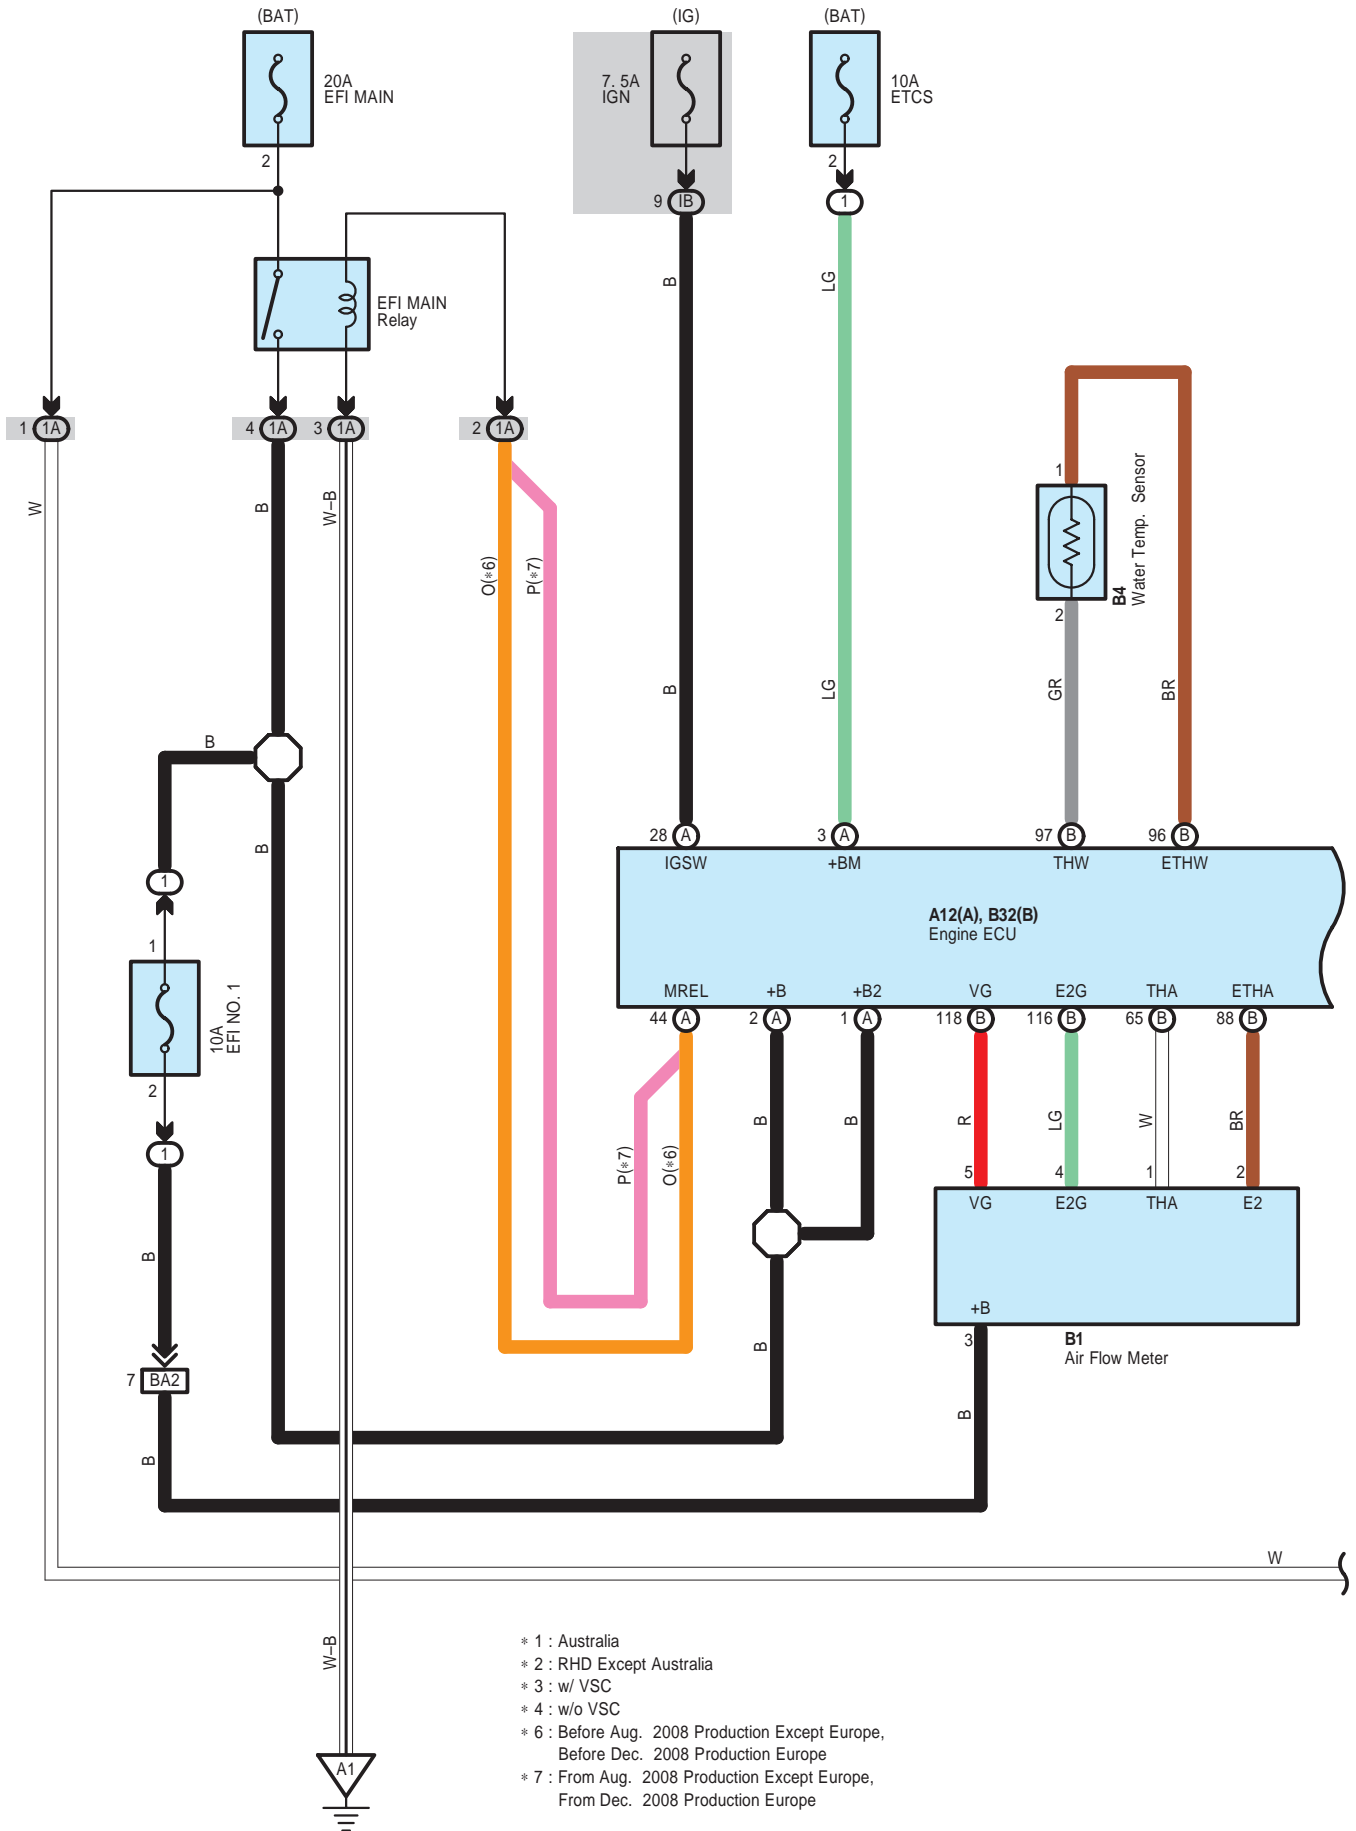 (BAT)
(IG)
(BAT)
20A
EFI MAIN
7. 5A
IGN
10A
ETCS
2
2
9 IB
1
B
LG
EFI MAIN
Relay
1 1A
4 1A
3 1A
2 1A
W
B
W–B
O(∗6)
P(∗7)
1
B4
Water Temp. Sensor
2
B
LG
GR
BR
B
B
1
28 A
3 A
97 B
96 B
IGSW
+BM
THW
ETHW
A12(A), B32(B)
Engine ECU
1
10A
EFI NO. 1
2
MREL
+B
+B2
VG
E2G
THA
ETHA
44 A
2 A
1 A
118 B
116 B
65 B
88 B
1
P(∗7)
O(∗6)
B
B
R
LG
W
BR
5
4
1
2
VG
E2G
THA
E2
B
+B
B
3
B1
Air Flow Meter
7 BA2
B
B
W
W–B
∗ 1 : Australia
∗ 2 : RHD Except Australia
∗ 3 : w/ VSC
∗ 4 : w/o VSC
∗ 6 : Before Aug. 2008 Production Except Europe,
Before Dec. 2008 Production Europe
∗ 7 : From Aug. 2008 Production Except Europe,
From Dec. 2008 Production Europe
A1